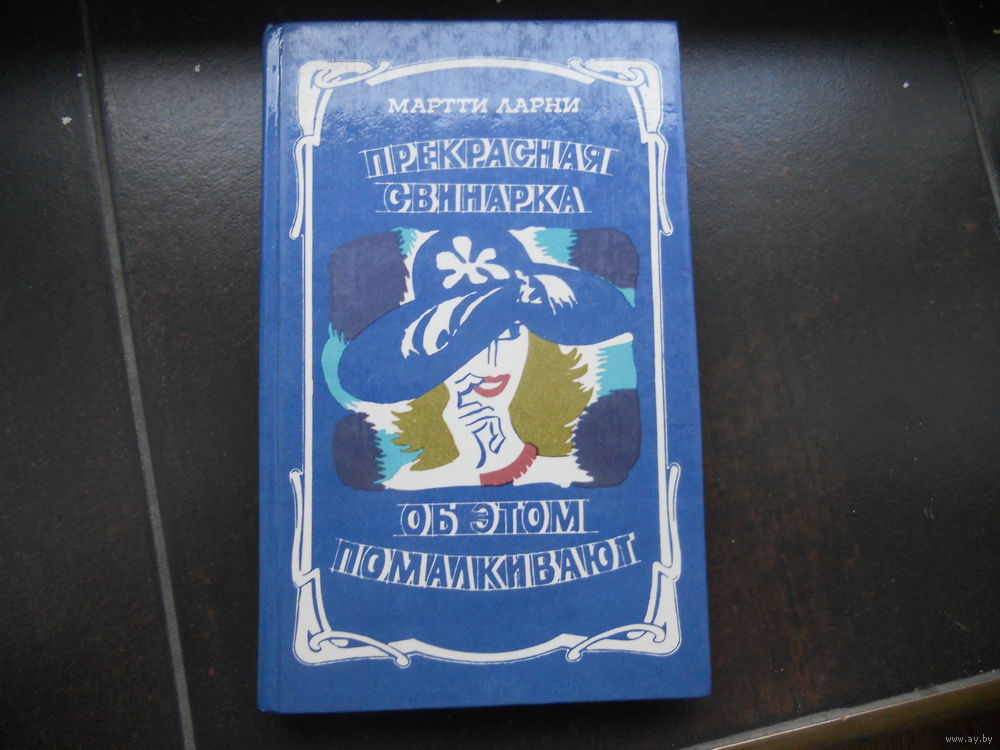 МАРТТИ ЛАРНИ
ПРЕКРАСНАЯ
СВИНАРКА
ОБ ЭТОМ
ПОМАЛКИВАЮТ
www.ay.by